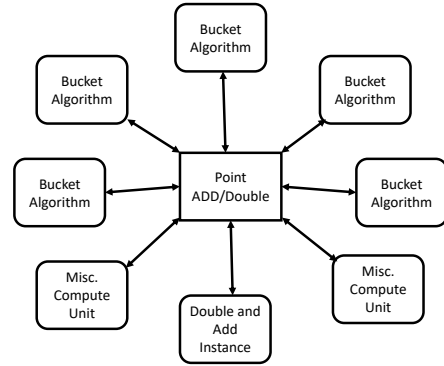 Bucket
Algorithm
Bucket
Algorithm
Bucket
Algorithm
Point
ADD/Double
Bucket
Algorithm
Bucket
Algorithm
Misc.
Compute
Unit
Double and
Add
Instance
Misc.
Compute
Unit